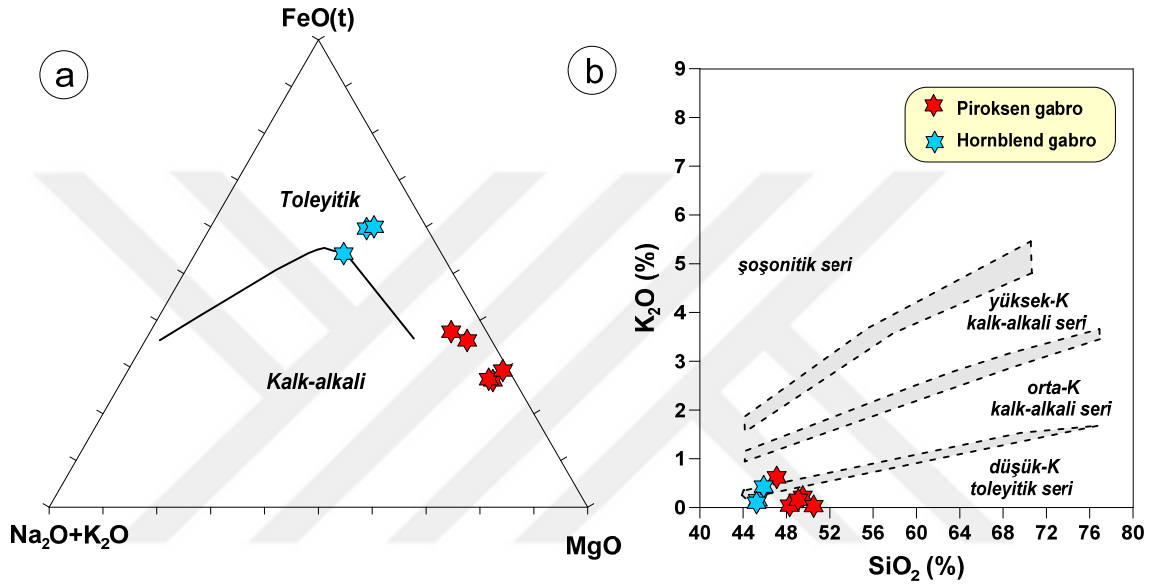 a
FeO(t)
Toleyitik
Kalk-alkali
Na₂O+K₂O
MgO
b
K₂O (%)
9
8
7
6
5
4
3
2
1
0
Piroksen gabro
Hornblend gabro
şoşonitik seri
yüksek-K
kalk-alkali seri
orta-K
kalk-alkali seri
düşük-K
toleyitik seri
40 44 48 52 56 60 64 68 72 76 80
SiO₂ (%)